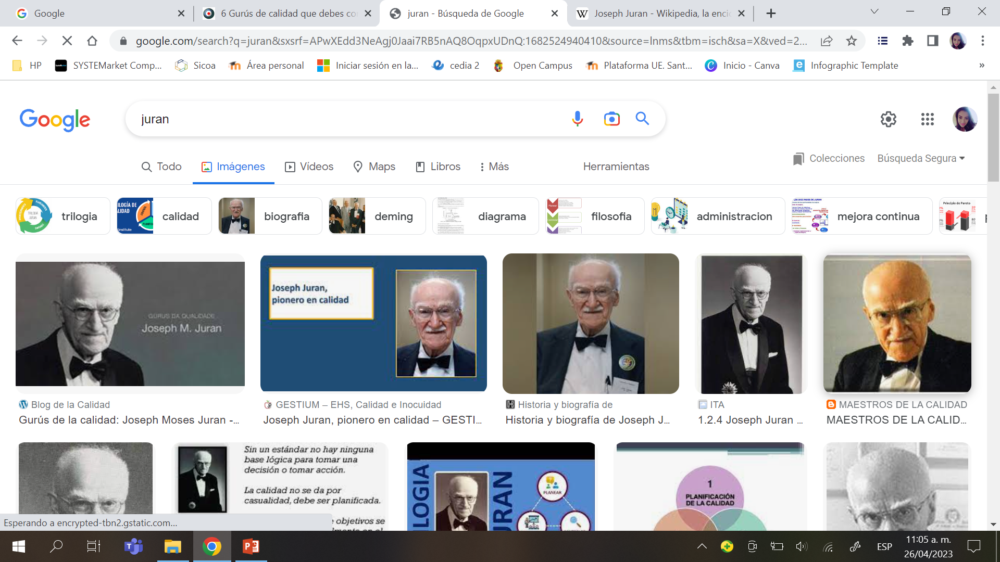 Google
6 Gurús de calidad que debes co
juran - Búsqueda de Google
Joseph Juran - Wikipedia, la enci
google.com/search?q=juran&sxsrf=APwXEdd3NeAgj0Jaai7RB5nAQ8OqpxUDnQ:1682524940410&source=lnms&tbm=isch&sa=X&ved=2...
HP
SYSTEMarket Comp...
Sicoa
Área personal
Iniciar sesión en la...
cedia 2
Open Campus
Plataforma UE. Sant...
Inicio - Canva
Infographic Template
»
Google
juran
Todo
Imágenes
Vídeos
Maps
Libros
Más
Herramientas
Colecciones
Búsqueda Segura
trilogia
calidad
biografia
deming
diagrama
filosofia
administracion
mejora continua
Principio de Pareto
GURUS DA QUALIDADE
Joseph M. Juran
Joseph Juran,
pionero en calidad
Blog de la Calidad
Gurús de la calidad: Joseph Moses Juran -...
GESTIUM – EHS, Calidad e Inocuidad
Joseph Juran, pionero en calidad – GESTI...
Historia y biografía de
Historia y biografía de Joseph J...
ITA
1.2.4 Joseph Juran ...
MAESTROS DE LA CALIDAD
MAESTROS DE LA CALID...
Sin un estándar no hay ninguna
base lógica para tomar una
decisión o tomar acción.
La calidad no se da por
casualidad, debe ser planificada.
objetivos se
LOGIA
URAN
PLANEAR
1
PLANIFICACIÓN
DE LA CALIDAD
Esperando a encrypted-tbn2.gstatic.com...
ESP
11:05 a. m.
26/04/2023